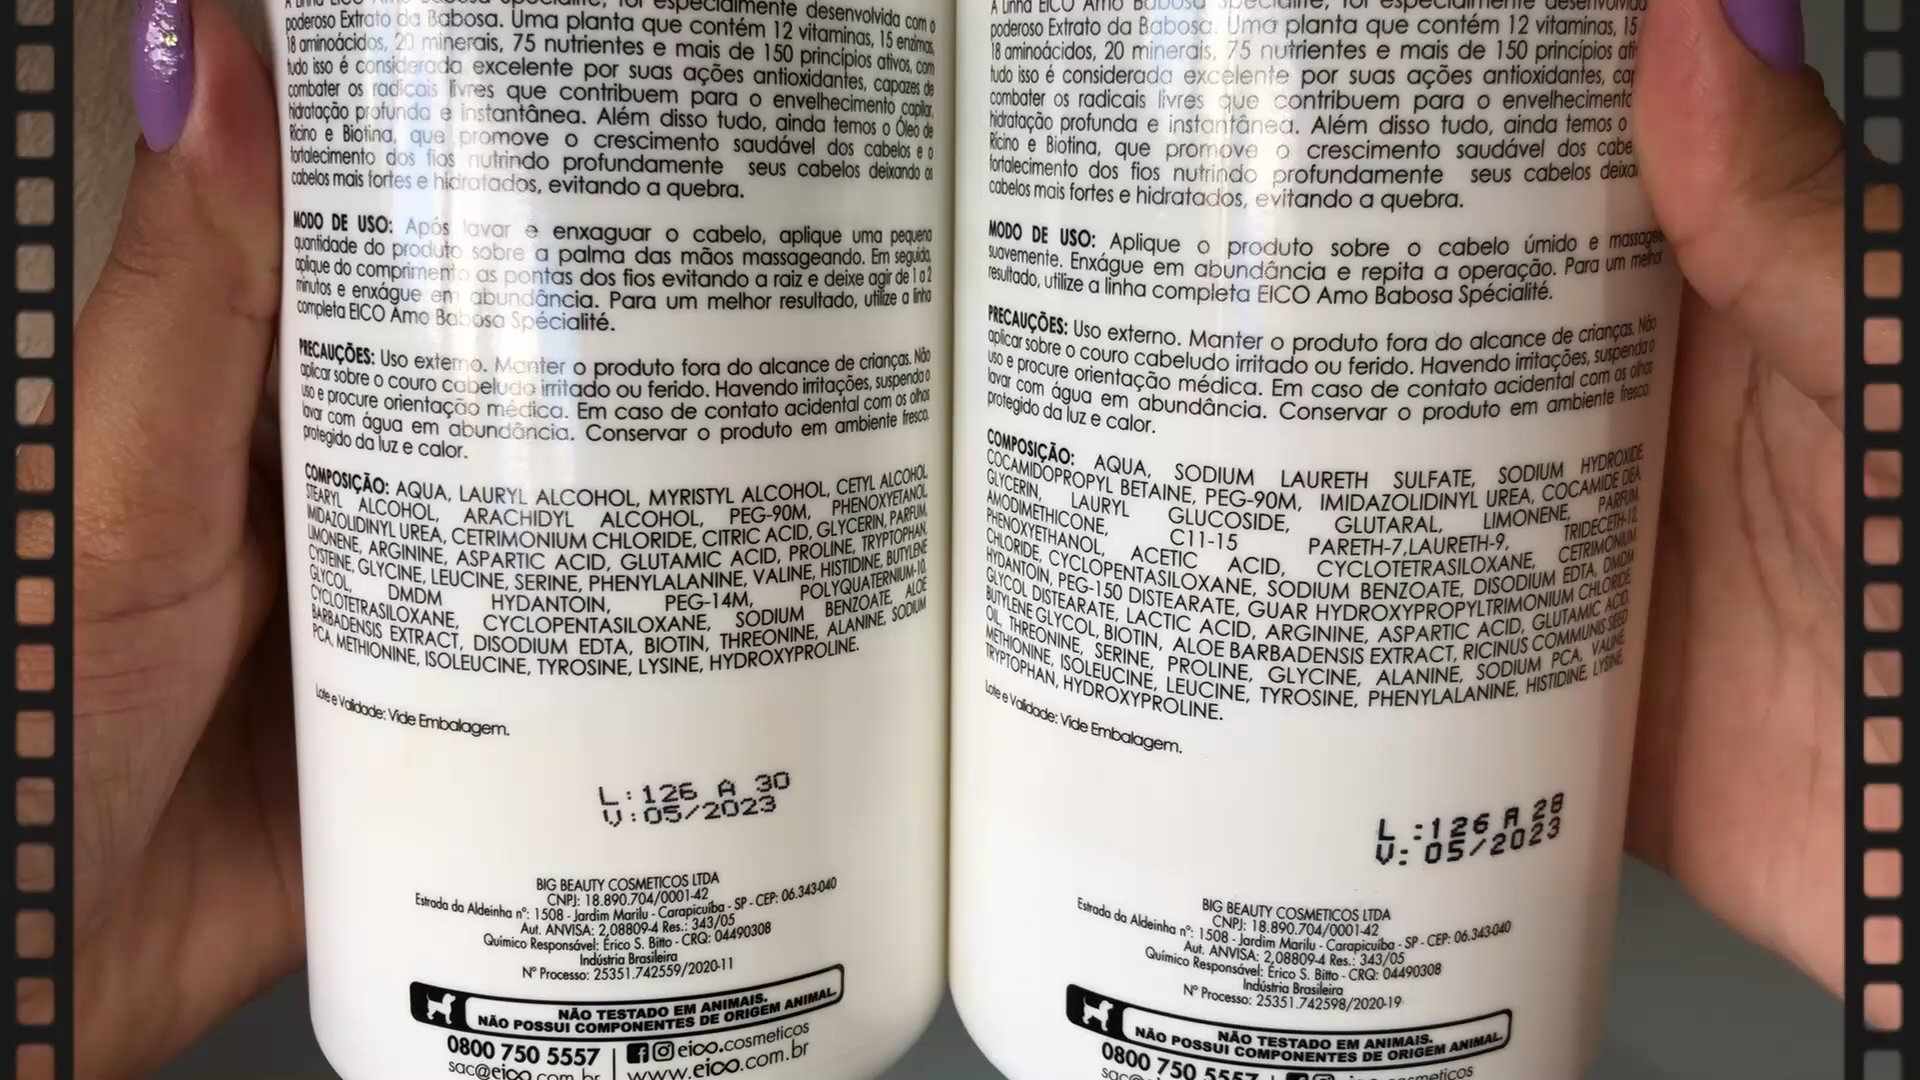 A Linha EICO Amo Babosa Spécialité, foi especialmente desenvolvida com o
poderoso Extrato da Babosa. Uma planta que contém 12 vitaminas, 15 enzimas,
18 aminoácidos, 20 minerais, 75 nutrientes e mais de 150 princípios ativos, com
tudo isso é considerada excelente por suas ações antioxidantes, capazes de
combater os radicais livres que contribuem para o envelhecimento capilar,
hidratação profunda e instantânea. Além disso tudo, ainda temos o Óleo de
Rícino e Biotina, que promove o crescimento saudável dos cabelos e o
fortalecimento dos fios nutrindo profundamente seus cabelos deixando os
cabelos mais fortes e hidratados, evitando a quebra.
MODO DE USO: Após lavar e enxaguar o cabelo, aplique uma pequena
quantidade do produto sobre a palma das mãos massageando. Em seguida,
aplique do comprimento as pontas dos fios evitando a raiz e deixe agir de 1 a 2
minutos e enxágue em abundância. Para um melhor resultado, utilize a linha
completa EICO Amo Babosa Spécialité.
PRECAUÇÕES: Uso externo. Manter o produto fora do alcance de crianças. Não
aplicar sobre o couro cabeludo irritado ou ferido. Havendo irritações, suspenda o
uso e procure orientação médica. Em caso de contato acidental com os olhos
lavar com água em abundância. Conservar o produto em ambiente fresco,
protegido da luz e calor.
COMPOSIÇÃO: AQUA, LAURYL ALCOHOL, MYRISTYL ALCOHOL, CETYL ALCOHOL,
STEARYL ALCOHOL, ARACHIDYL ALCOHOL, PEG-90M, PHENOXYETANOL,
IMIDAZOLIDINYL UREA, CETRIMONIUM CHLORIDE, CITRIC ACID, GLYCERIN, PARFUM,
LIMONENE, ARGININE, ASPARTIC ACID, GLUTAMIC ACID, PROLINE, TRYPTOPHAN,
CYSTEINE, GLYCINE, LEUCINE, SERINE, PHENYLALANINE, VALINE, HISTIDINE, BUTYLENE
GLYCOL, DMDM HYDANTOIN, PEG-14M, POLYQUATERNIUM-10,
CYCLOTETRASILOXANE, CYCLOPENTASILOXANE, SODIUM BENZOATE, ALOE
BARBADENSIS EXTRACT, DISODIUM EDTA, BIOTIN, THREONINE, ALANINE, SODIUM
PCA, METHIONINE, ISOLEUCINE, TYROSINE, LYSINE, HYDROXYPROLINE.
Lote e Validade: Vide Embalagem.
L:126 A 30
V:05/2023
BIG BEAUTY COSMETICOS LTDA
CNPJ: 18.890.704/0001-42
Estrada da Aldeinha nº: 1508 - Jardim Marilu - Carapicuíba - SP - CEP: 06.343-040
Aut. ANVISA: 2,08809-4 Res.: 343/05
Químico Responsável: Érico S. Bitto - CRQ: 04490308
Indústria Brasileira
Nº Processo: 25351.742559/2020-11
NÃO TESTADO EM ANIMAIS.
NÃO POSSUI COMPONENTES DE ORIGEM ANIMAL.
0800 750 5557 | eico.cosmeticos
sac@eico.com.br | www.eico.com.br
A Linha EICO Amo Babosa Spécialité, foi especialmente desenvolvida
poderoso Extrato da Babosa. Uma planta que contém 12 vitaminas, 15
18 aminoácidos, 20 minerais, 75 nutrientes e mais de 150 princípios
tudo isso é considerada excelente por suas ações antioxidantes,
combater os radicais livres que contribuem para o envelhecimento
hidratação profunda e instantânea. Além disso tudo, ainda temos o
Rícino e Biotina, que promove o crescimento saudável dos
fortalecimento dos fios nutrindo profundamente seus cabelos
cabelos mais fortes e hidratados, evitando a quebra.
MODO DE USO: Aplique o produto sobre o cabelo úmido e massageie
suavemente. Enxágue em abundância e repita a operação. Para um melhor
resultado, utilize a linha completa EICO Amo Babosa Spécialité.
PRECAUÇÕES: Uso externo. Manter o produto fora do alcance de crianças. Não
aplicar sobre o couro cabeludo irritado ou ferido. Havendo irritações, suspenda o
uso e procure orientação médica. Em caso de contato acidental com os olhos
lavar com água em abundância. Conservar o produto em ambiente fresco,
protegido da luz e calor.
COMPOSIÇÃO: AQUA, SODIUM LAURETH SULFATE, SODIUM HYDROXIDE
COCAMIDOPROPYL BETAINE, PEG-90M, IMIDAZOLIDINYL UREA, COCAMIDE DEA
GLYCERIN, LAURYL GLUCOSIDE, GLUTARAL, LIMONENE, PARFUM,
AMODIMETHICONE, C11-15 PARETH-7,LAURETH-9, TRIDECETH-12,
PHENOXYETHANOL, ACETIC ACID, CYCLOTETRASILOXANE, CETRIMONIUM
CHLORIDE, CYCLOPENTASILOXANE, SODIUM BENZOATE, DISODIUM EDTA, DMDM
HYDANTOIN, PEG-150 DISTEARATE, GUAR HYDROXYPROPYLTRIMONIUM CHLORIDE
GLYCOL DISTEARATE, LACTIC ACID, ARGININE, ASPARTIC ACID, GLUTAMIC ACID,
BUTYLENE GLYCOL, BIOTIN, ALOE BARBADENSIS EXTRACT, RICINUS COMMUNIS SEED
OIL, THREONINE, SERINE, PROLINE, GLYCINE, ALANINE, SODIUM PCA, VALINE
METHIONINE, ISOLEUCINE, LEUCINE, TYROSINE, PHENYLALANINE, HISTIDINE, LYSINE
TRYPTOPHAN, HYDROXYPROLINE.
Lote e Validade: Vide Embalagem.
L :126 A 28
V: 05/2023
BIG BEAUTY COSMETICOS LTDA
CNPJ: 18.890.704/0001-42
Estrada da Aldeinha nº: 1508 - Jardim Marilu - Carapicuíba - SP - CEP: 06.343-040
Aut. ANVISA: 2,08809-4 Res.: 343/05
Químico Responsável: Érico S. Bitto - CRQ: 04490308
Indústria Brasileira
Nº Processo: 25351.742598/2020-19
NÃO TESTADO EM ANIMAIS.
NÃO POSSUI COMPONENTES DE ORIGEM ANIMAL.
0800 750 5557 |